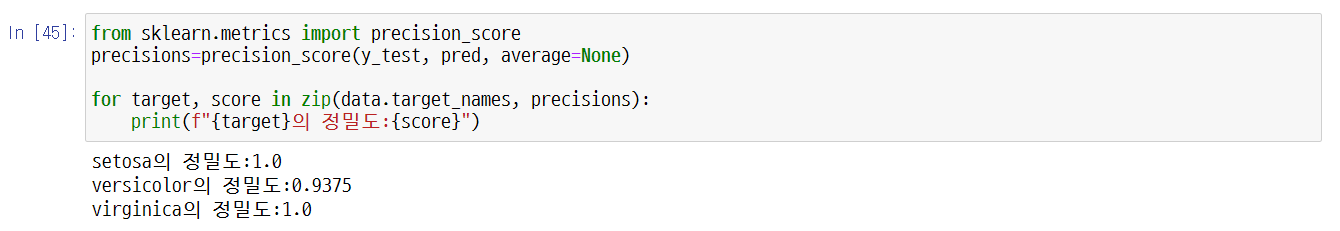 In [45]:
from sklearn.metrics import precision_score
precisions=precision_score(y_test, pred, average=None)
for target, score in zip(data.target_names, precisions):
    print(f"{target}의 정밀도:{score}")
setosa의 정밀도:1.0
versicolor의 정밀도:0.9375
virginica의 정밀도:1.0